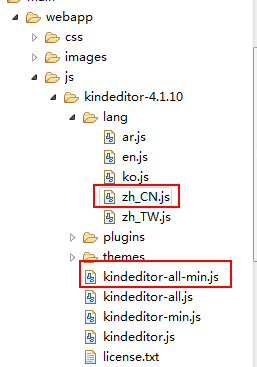 webapp
css
images
js
kindeditor-4.1.10
lang
ar.js
en.js
ko.js
zh_CN.js
zh_TW.js
plugins
themes
kindeditor-all-min.js
kindeditor-all.js
kindeditor-min.js
kindeditor.js
license.txt